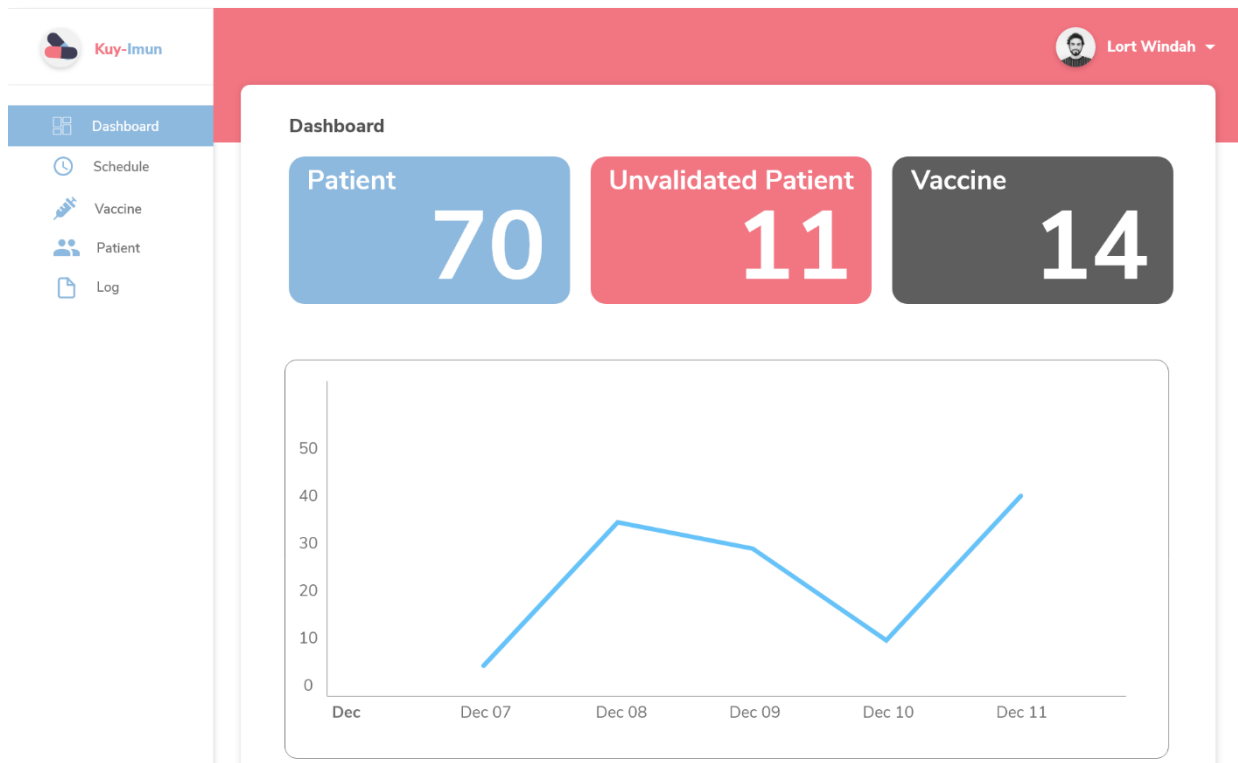 Kuy-Imun
Lort Windah
Dashboard
Schedule
Vaccine
Patient
Log
Dashboard
Patient
70
Unvalidated Patient
11
Vaccine
14
50
40
30
20
10
0
Dec Dec 07 Dec 08 Dec 09 Dec 10 Dec 11